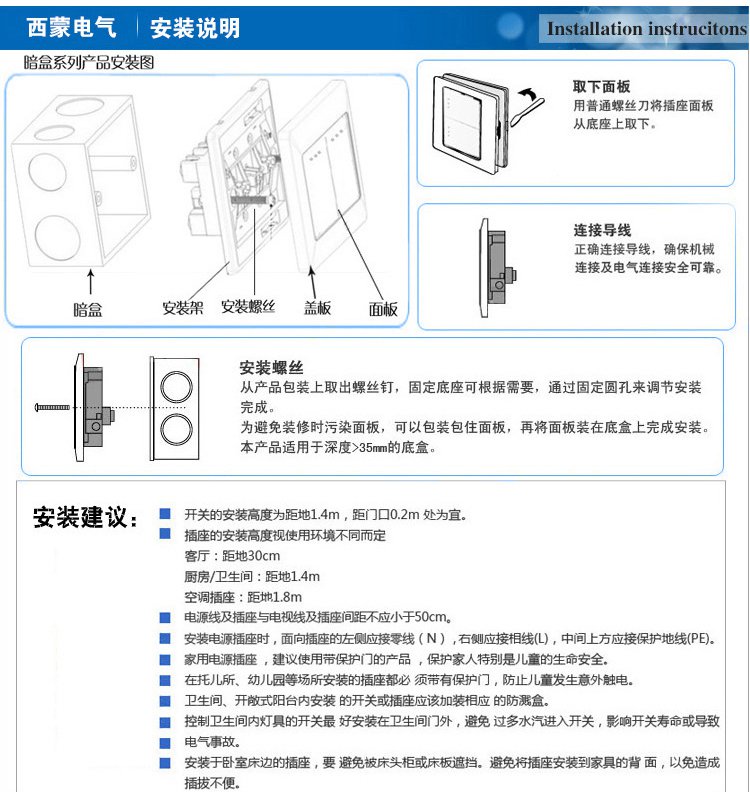 西蒙电气 安装说明 Installation instrucitons
暗盒系列产品安装图
暗盒 安装架 安装螺丝 盖板 面板
取下面板
用普通螺丝刀将插座面板
从底座上取下。
连接导线
正确连接导线，确保机械
连接及电气连接安全可靠。
安装螺丝
从产品包装上取出螺丝钉，固定底座可根据需要，通过固定圆孔来调节安装
完成。
为避免装修时污染面板，可以包装包住面板，再将面板装在底盒上完成安装。
本产品适用于深度>35mm的底盒。
安装建议：
开关的安装高度为距地1.4m，距门口0.2m 处为宜。
插座的安装高度视使用环境不同而定
客厅：距地30cm
厨房/卫生间：距地1.4m
空调插座：距地1.8m
电源线及插座与电视线及插座间距不应小于50cm。
安装电源插座时，面向插座的左侧应接零线（N），右侧应接相线(L)，中间上方应接保护地线(PE)。
家用电源插座 ，建议使用带保护门的产品 ，保护家人特别是儿童的生命安全。
在托儿所、幼儿园等场所安装的插座都必 须带有保护门，防止儿童发生意外触电。
卫生间、开敞式阳台内安装 的开关或插座应该加装相应 的防溅盒。
控制卫生间内灯具的开关最 好安装在卫生间门外，避免 过多水汽进入开关，影响开关寿命或导致
电气事故。
安装于卧室床边的插座，要 避免被床头柜或床板遮挡。避免将插座安装到家具的背 面，以免造成
插拔不便。